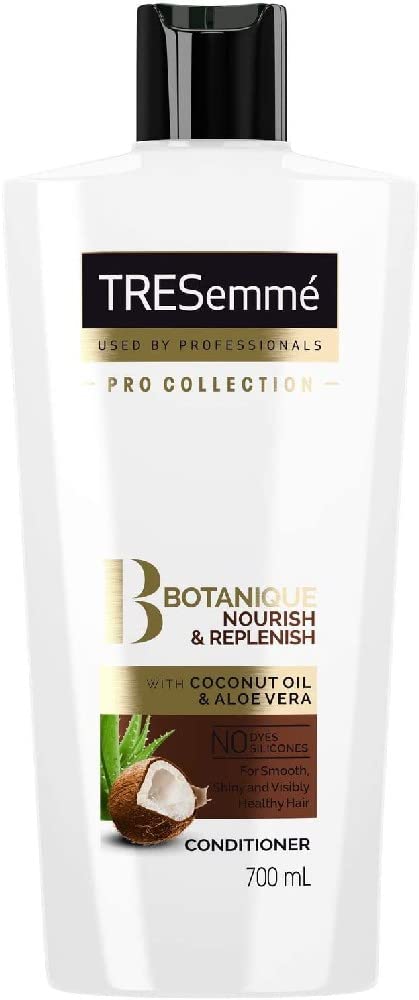 TRESemmé
USED BY PROFESSIONALS
PRO COLLECTION
B BOTANIQUE
NOURISH
& REPLENISH
WITH COCONUT OIL
& ALOE VERA
NO DYES
SILICONES
For Smooth,
Shiny and Visibly
Healthy Hair
CONDITIONER
700 mL